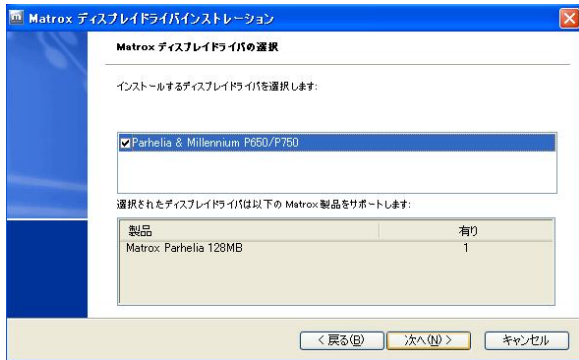 Matrox ディスプレイドライバインストレーション
Matrox ディスプレイドライバの選択
インストールするディスプレイドライバを選択します:
Parhelia & Millennium P650/P750
選択されたディスプレイドライバは以下の Matrox 製品をサポートします:
製品 有り
Matrox Parhelia 128MB 1
< 戻る(B) 次へ(N) > キャンセル